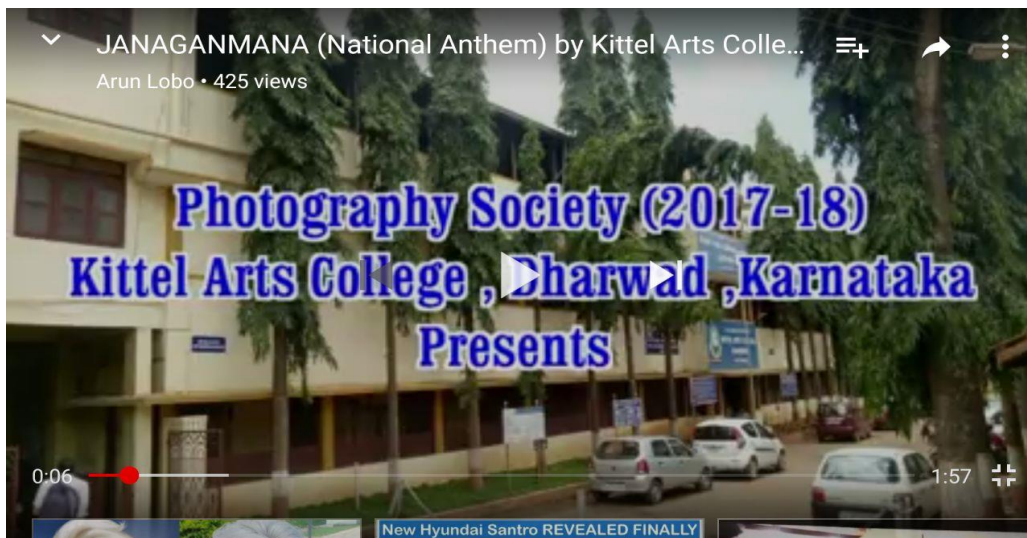 JANAGANMANA (National Anthem) by Kittel Arts Colle...
Arun Lobo • 425 views
Photography Society (2017-18)
Kittel Arts College , Dharwad ,Karnataka
Presents
0:06
1:57
New Hyundai Santro REVEALED FINALLY